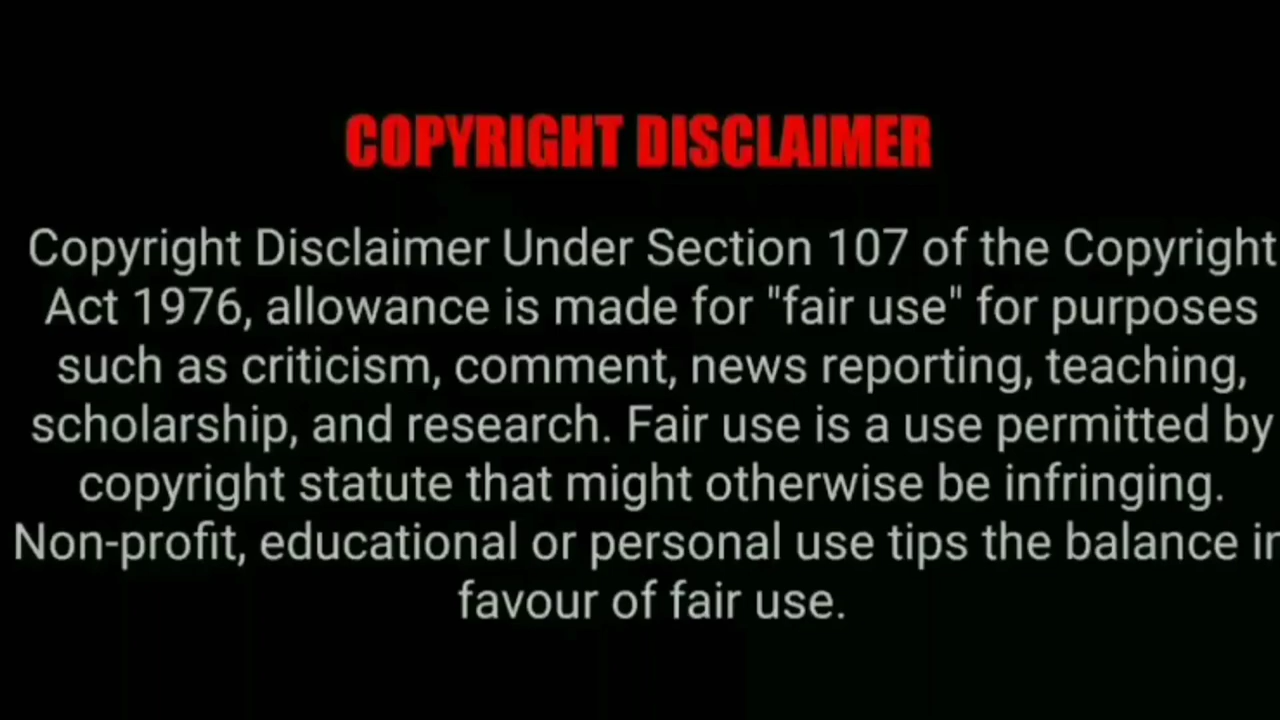 COPYRIGHT DISCLAIMER
Copyright Disclaimer Under Section 107 of the Copyright
Act 1976, allowance is made for "fair use" for purposes
such as criticism, comment, news reporting, teaching,
scholarship, and research. Fair use is a use permitted by
copyright statute that might otherwise be infringing.
Non-profit, educational or personal use tips the balance in
favour of fair use.